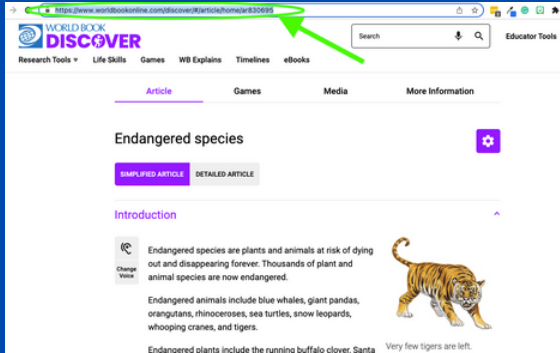 https://www.worldbookonline.com/discover/#/article/home/ar830695
WORLD BOOK
DISCOVER
Search
Educator Tools
Research Tools
Life Skills
Games
WB Explains
Timelines
eBooks
Article
Games
Media
More Information
Endangered species
SIMPLIFIED ARTICLE
DETAILED ARTICLE
Introduction
Change
Voice
Endangered species are plants and animals at risk of dying
out and disappearing forever. Thousands of plant and
animal species are now endangered.
Endangered animals include blue whales, giant pandas,
orangutans, rhinoceroses, sea turtles, snow leopards,
whooping cranes, and tigers.
Very few tigers are left.
Endangered plants include the running buffalo clover, Santa